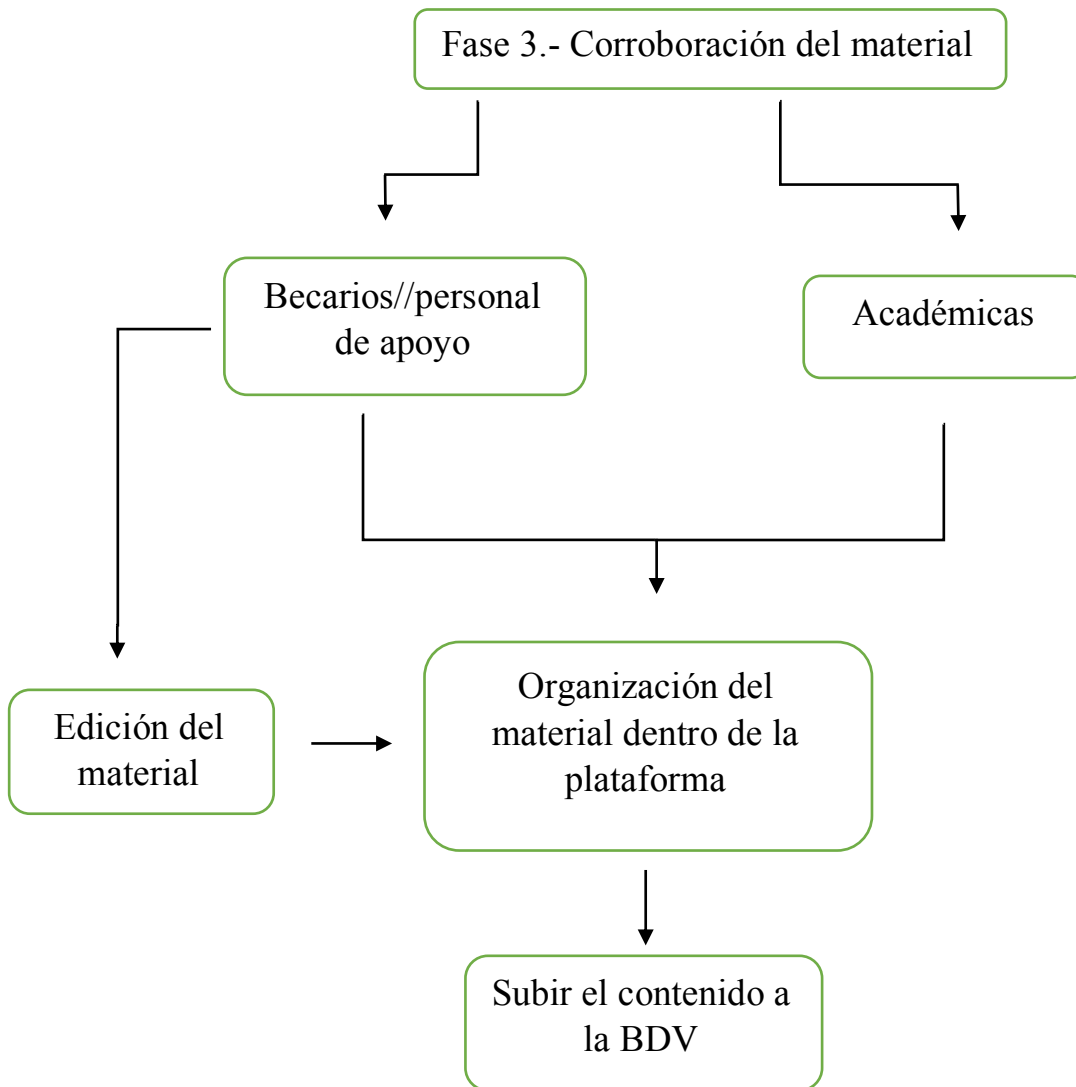 Fase 3.- Corroboración del material
Becarios//personal
de apoyo
Académicas
Edición del
material
Organización del
material dentro de la
plataforma
Subir el contenido a
la BDV